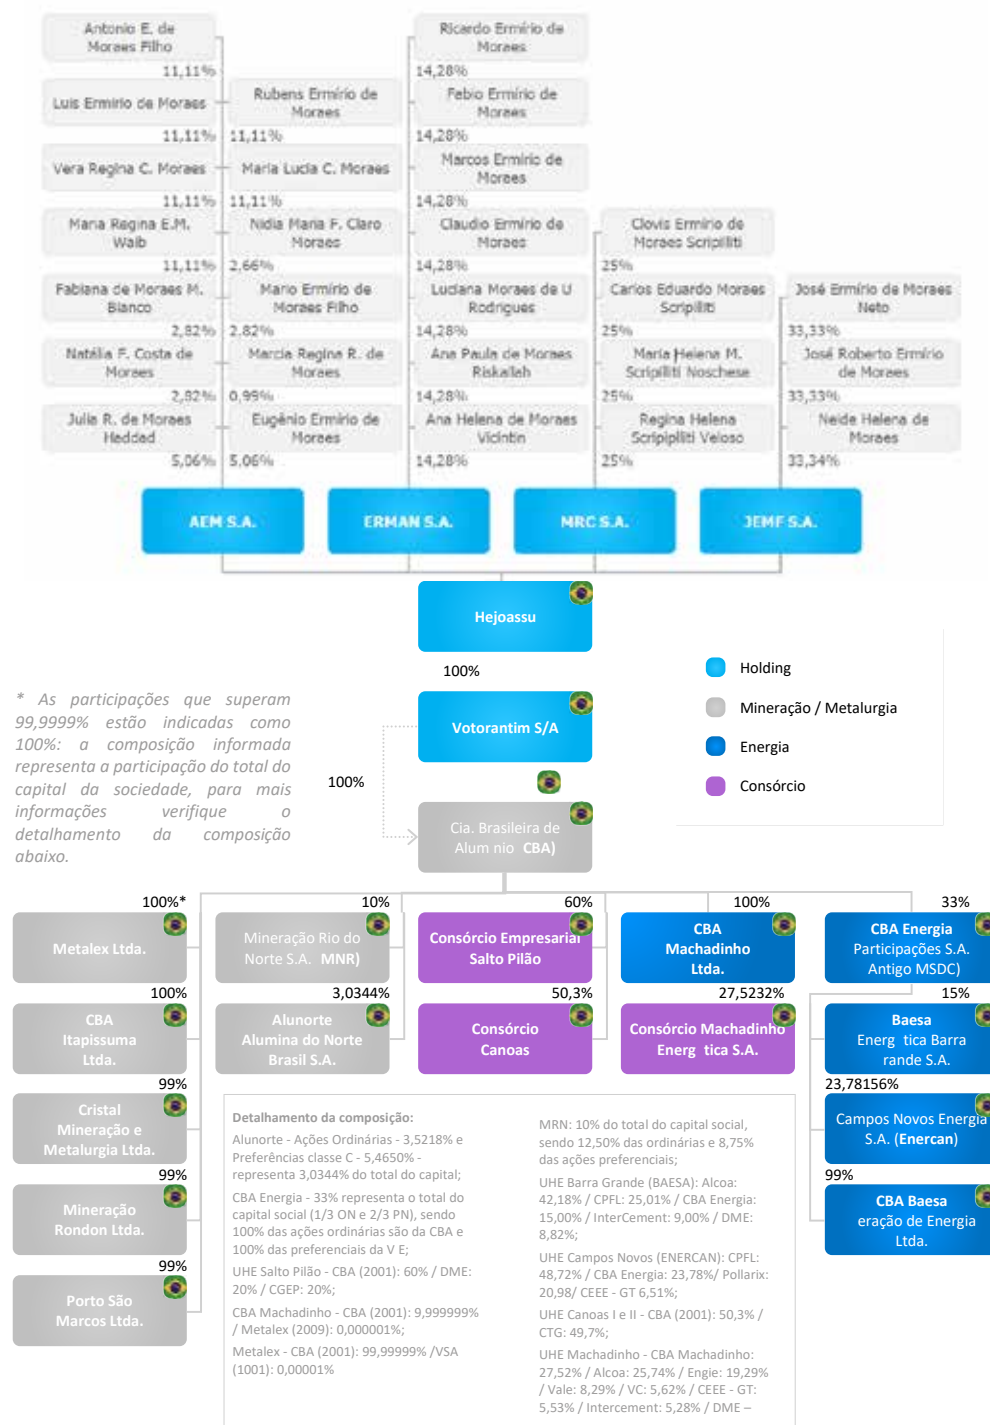 Antonio E. de
Moraes Filho
11,11%
Ricardo Ermírio de
Moraes
14,28%
Luis Ermírio de Moraes
11,11%
Rubens Ermírio de
Moraes
11,11%
Fabio Ermírio de
Moraes
14,28%
Vera Regina C. Moraes
11,11%
Maria Lucia C. Moraes
11,11%
Marcos Ermírio de
Moraes
14,28%
Maria Regina E.M.
Waib
11,11%
Nidia Maria F. Claro
Moraes
2,66%
Claudio Ermírio de
Moraes
14,28%
Clovis Ermírio de
Moraes Scripilliti
25%
Fabiana de Moraes M.
Bianco
2,82%
Mario Ermírio de
Moraes Filho
2,82%
Luciana Moraes de U
Rodrigues
14,28%
Carlos Eduardo Moraes
Scripilliti
25%
José Ermírio de Moraes
Neto
33,33%
Natália F. Costa de
Moraes
2,82%
Marcia Regina R. de
Moraes
0,99%
Ana Paula de Moraes
Riskallah
14,28%
Maria Helena M.
Scripilliti Noschese
25%
José Roberto Ermírio
de Moraes
33,33%
Julia R. de Moraes
Haddad
5,06%
Eugênio Ermírio de
Moraes
5,06%
Ana Helena de Moraes
Vicintin
14,28%
Regina Helena
Scripiplliti Veloso
25%
Neide Helena de
Moraes
33,34%
AEM S.A.
ERMAN S.A.
MRC S.A.
JEMF S.A.
Hejoassu
100%
Votorantim S/A
100%
Cia. Brasileira de
Alum nio CBA)
* As participações que superam
99,9999% estão indicadas como
100%: a composição informada
representa a participação do total do
capital da sociedade, para mais
informações verifique o
detalhamento da composição
abaixo.
Holding
Mineração / Metalurgia
Energia
Consórcio
100%*
Metalex Ltda.
100%
CBA
Itapissuma
Ltda.
99%
Cristal
Mineração e
Metalurgia Ltda.
99%
Mineração
Rondon Ltda.
99%
Porto São
Marcos Ltda.
10%
Mineração Rio do
Norte S.A. MNR)
3,0344%
Alunorte
Alumina do Norte
Brasil S.A.
60%
Consórcio Empresarial
Salto Pilão
50,3%
Consórcio
Canoas
100%
CBA
Machadinho
Ltda.
27,5232%
Consórcio Machadinho
Energ tica S.A.
33%
CBA Energia
Participações S.A.
Antigo MSDC)
15%
Baesa
Energ tica Barra
rande S.A.
23,78156%
Campos Novos Energia
S.A. (Enercan)
99%
CBA Baesa
eração de Energia
Ltda.
Detalhamento da composição:
Alunorte - Ações Ordinárias - 3,5218% e
Preferências classe C - 5,4650% -
representa 3,0344% do total do capital;
CBA Energia - 33% representa o total do
capital social (1/3 ON e 2/3 PN), sendo
100% das ações ordinárias são da CBA e
100% das preferenciais da V E;
UHE Salto Pilão - CBA (2001): 60% / DME:
20% / CGEP: 20%;
CBA Machadinho - CBA (2001): 9,999999%
/ Metalex (2009): 0,000001%;
Metalex - CBA (2001): 99,99999% /VSA
(1001): 0,00001%
MRN: 10% do total do capital social,
sendo 12,50% das ordinárias e 8,75%
das ações preferenciais;
UHE Barra Grande (BAESA): Alcoa:
42,18% / CPFL: 25,01% / CBA Energia:
15,00% / InterCement: 9,00% / DME:
8,82%;
UHE Campos Novos (ENERCAN): CPFL:
48,72% / CBA Energia: 23,78%/ Pollarix:
20,98/ CEEE - GT 6,51%;
UHE Canoas I e II - CBA (2001): 50,3% /
CTG: 49,7%;
UHE Machadinho - CBA Machadinho:
27,52% / Alcoa: 25,74% / Engie: 19,29%
/ Vale: 8,29% / VC: 5,62% / CEEE - GT:
5,53% / Intercement: 5,28% / DME –